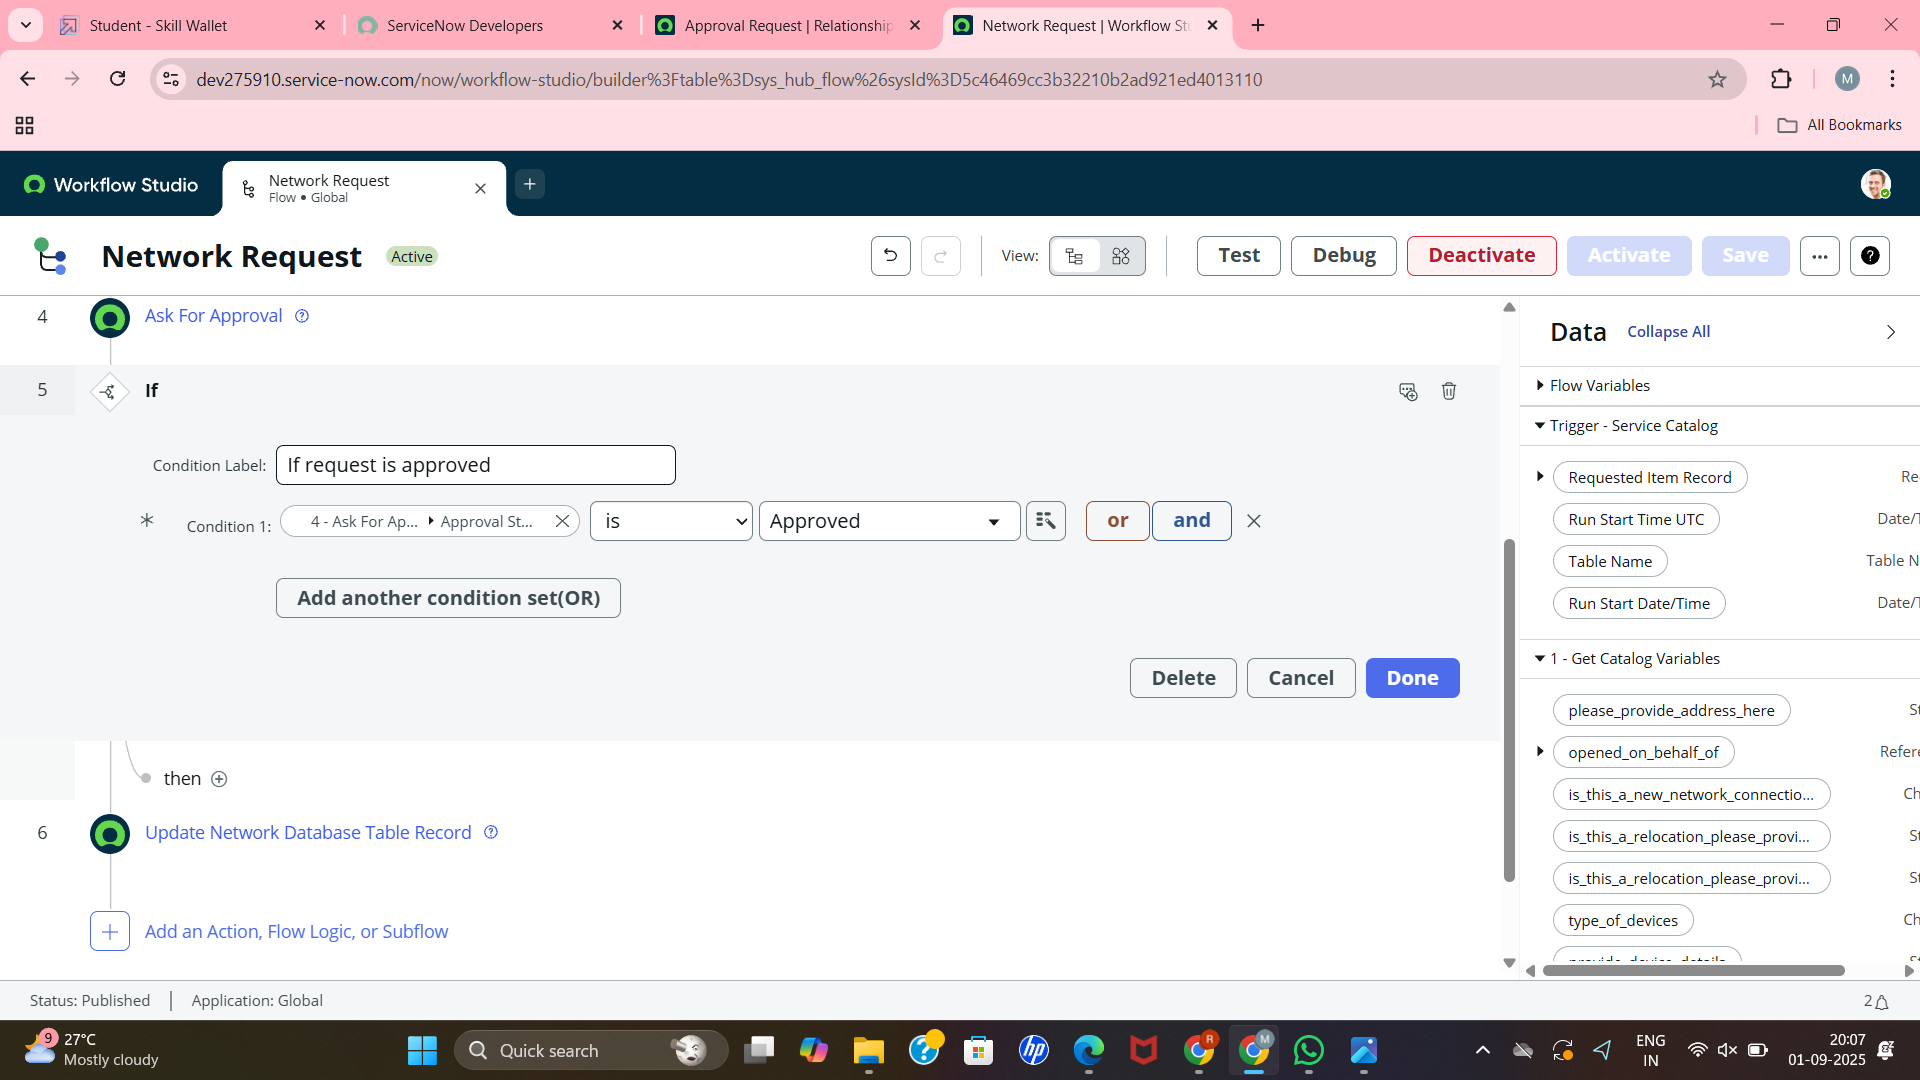 Student - Skill Wallet
ServiceNow Developers
Approval Request | Relationship
Network Request | Workflow St
dev275910.service-now.com/now/workflow-studio/builder%3Ftable%3Dsys_hub_flow%26sysId%3D5c46469cc3b32210b2ad921ed4013110
M
All Bookmarks
Workflow Studio
Network Request
Flow • Global
Network Request
Active
View:
Test
Debug
Deactivate
Activate
Save
4
Ask For Approval
5
If
Condition Label:
If request is approved
* Condition 1:
4 - Ask For Ap...
Approval St...
is
Approved
or
and
Add another condition set(OR)
Delete
Cancel
Done
then
6
Update Network Database Table Record
Add an Action, Flow Logic, or Subflow
Data
Collapse All
Flow Variables
Trigger - Service Catalog
Requested Item Record
Re
Run Start Time UTC
Date/T
Table Name
Table N
Run Start Date/Time
Date/T
1 - Get Catalog Variables
please_provide_address_here
St
opened_on_behalf_of
Refere
is_this_a_new_network_connectio...
Ch
is_this_a_relocation_please_provi...
St
is_this_a_relocation_please_provi...
St
type_of_devices
Ch
Status: Published
Application: Global
2
9
27°C
Mostly cloudy
Quick search
hp
R
M
ENG
IN
20:07
01-09-2025